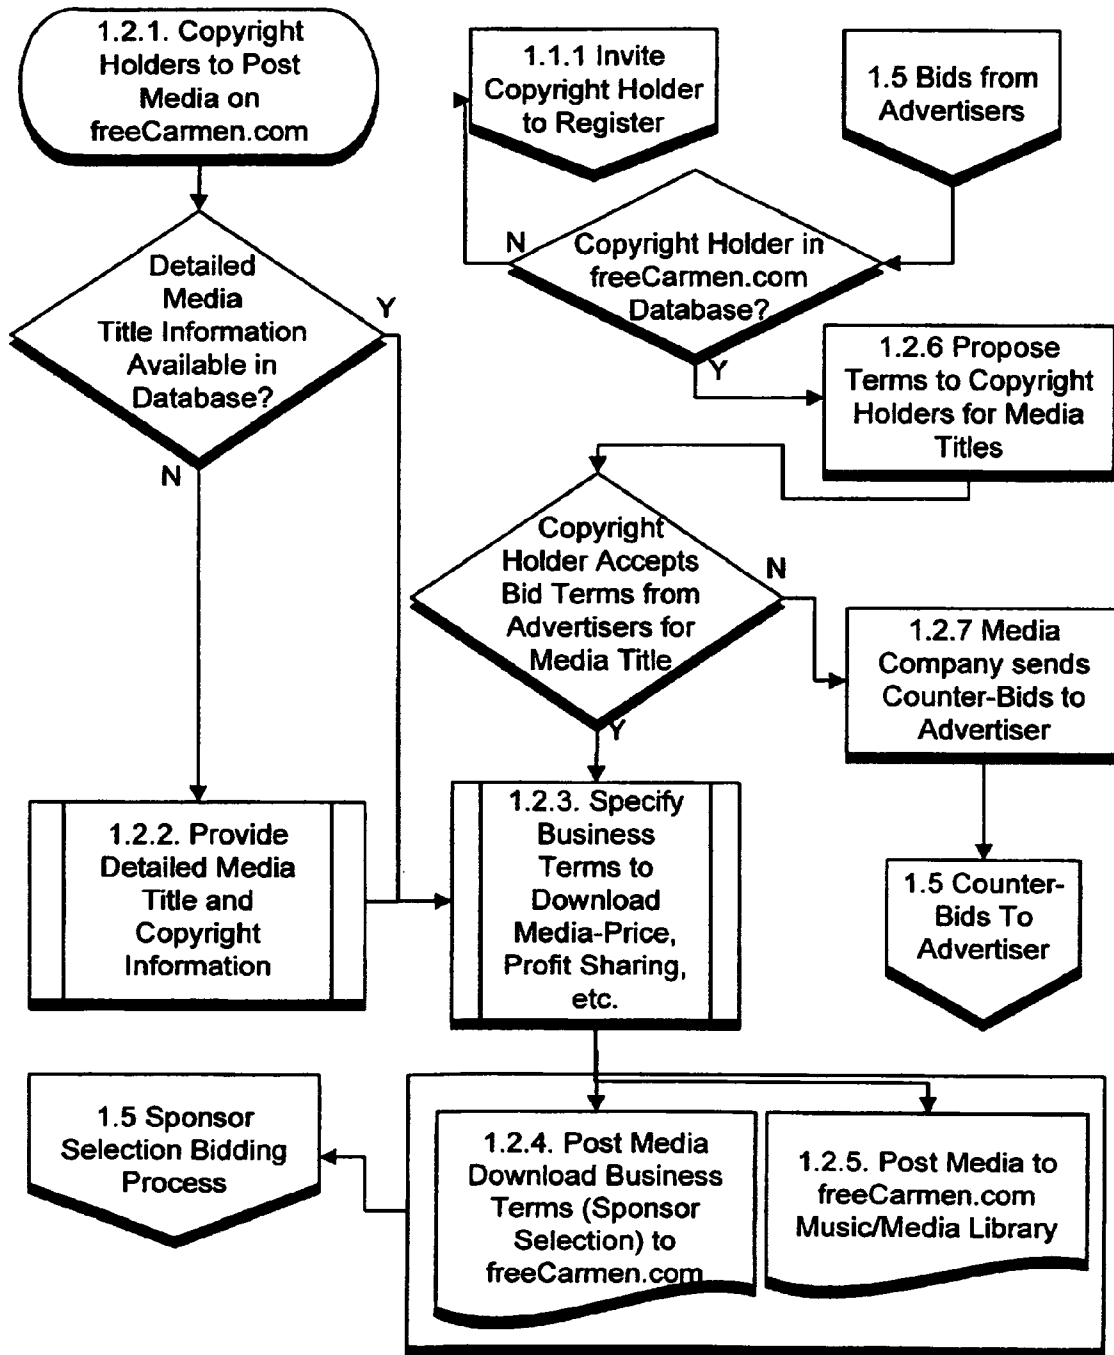 1.2.1. Copyright
Holders to Post
Media on
freeCarmen.com
1.1.1 Invite
Copyright Holder
to Register
1.5 Bids from
Advertisers
Detailed
Media
Title Information
Available in
Database?
Y
N
N
Copyright Holder in
freeCarmen.com
Database?
Y
1.2.6 Propose
Terms to Copyright
Holders for Media
Titles
Copyright
Holder Accepts
Bid Terms from
Advertisers for
Media Title
N
Y
1.2.7 Media
Company sends
Counter-Bids to
Advertiser
1.2.2. Provide
Detailed Media
Title and
Copyright
Information
1.2.3. Specify
Business
Terms to
Download
Media-Price,
Profit Sharing,
etc.
1.5 Counter-
Bids To
Advertiser
1.5 Sponsor
Selection Bidding
Process
1.2.4. Post Media
Download Business
Terms (Sponsor
Selection) to
freeCarmen.com
1.2.5. Post Media to
freeCarmen.com
Music/Media Library